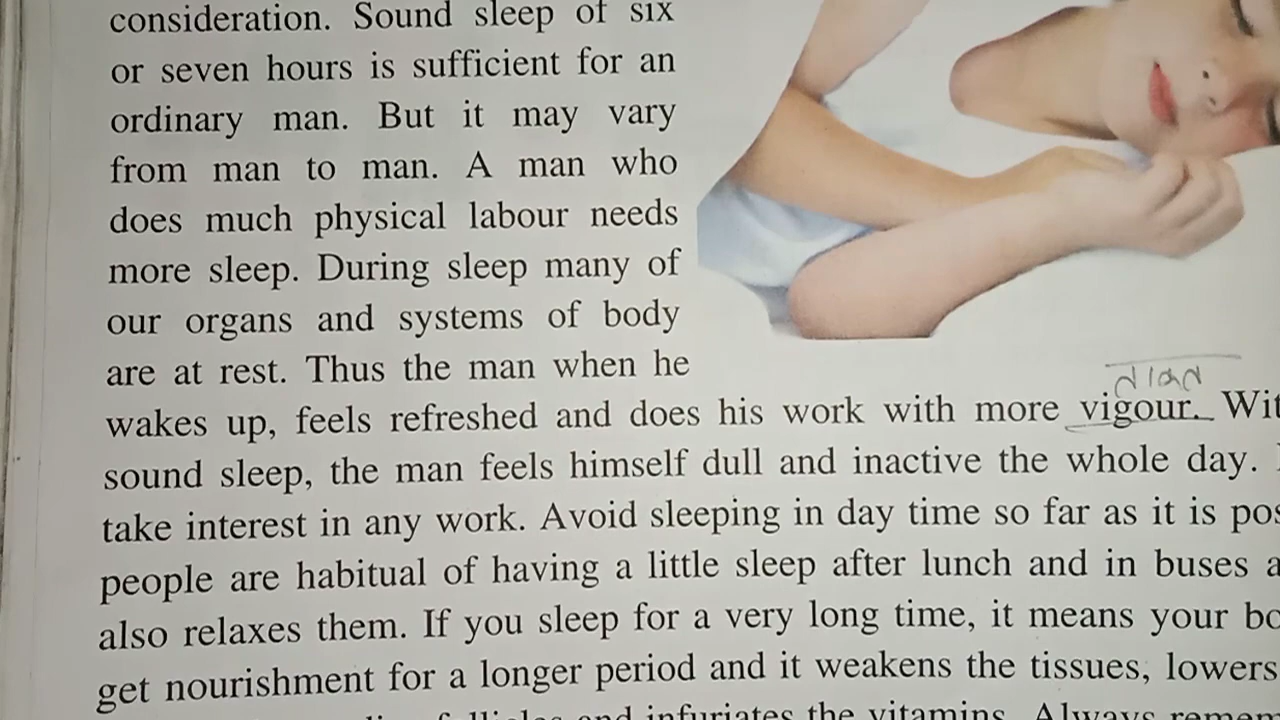 consideration. Sound sleep of six
or seven hours is sufficient for an
ordinary man. But it may vary
from man to man. A man who
does much physical labour needs
more sleep. During sleep many of
our organs and systems of body
are at rest. Thus the man when he
wakes up, feels refreshed and does his work with more vigour.
sound sleep, the man feels himself dull and inactive the whole day.
take interest in any work. Avoid sleeping in day time so far as it is
people are habitual of having a little sleep after lunch and in buses
also relaxes them. If you sleep for a very long time, it means your
get nourishment for a longer period and it weakens the tissues, lowers
and infuriates the vitamins. Always